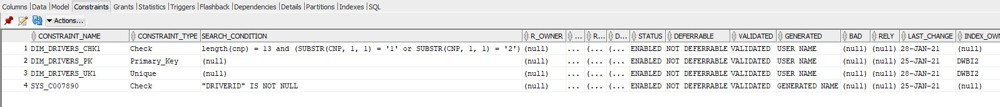 Columns Data Model Constraints Grants Statistics Triggers Flashback Dependencies Details Partitions Indexes SQL
Actions...
CONSTRAINT_NAME CONSTRAINT_TYPE SEARCH_CONDITION R_OWNER ... R... D... STATUS DEFERRABLE VALIDATED GENERATED BAD RELY LAST_CHANGE INDEX_OWN
1 DIM_DRIVERS_CHK1 Check length(cnp) = 13 and (SUBSTR(CNP, 1, 1) = '1' or SUBSTR(CNP, 1, 1) = '2') (null) ... (... (... ENABLED NOT DEFERRABLE VALIDATED USER NAME (null) (null) 28-JAN-21 (null)
2 DIM_DRIVERS_PK Primary_Key (null) (null) ... (... (... ENABLED NOT DEFERRABLE VALIDATED USER NAME (null) (null) 25-JAN-21 DWBI2
3 DIM_DRIVERS_UK1 Unique (null) (null) ... (... (... ENABLED NOT DEFERRABLE VALIDATED USER NAME (null) (null) 28-JAN-21 DWBI2
4 SYS_C007890 Check "DRIVERID" IS NOT NULL (null) ... (... (... ENABLED NOT DEFERRABLE VALIDATED GENERATED NAME (null) (null) 25-JAN-21 (null)